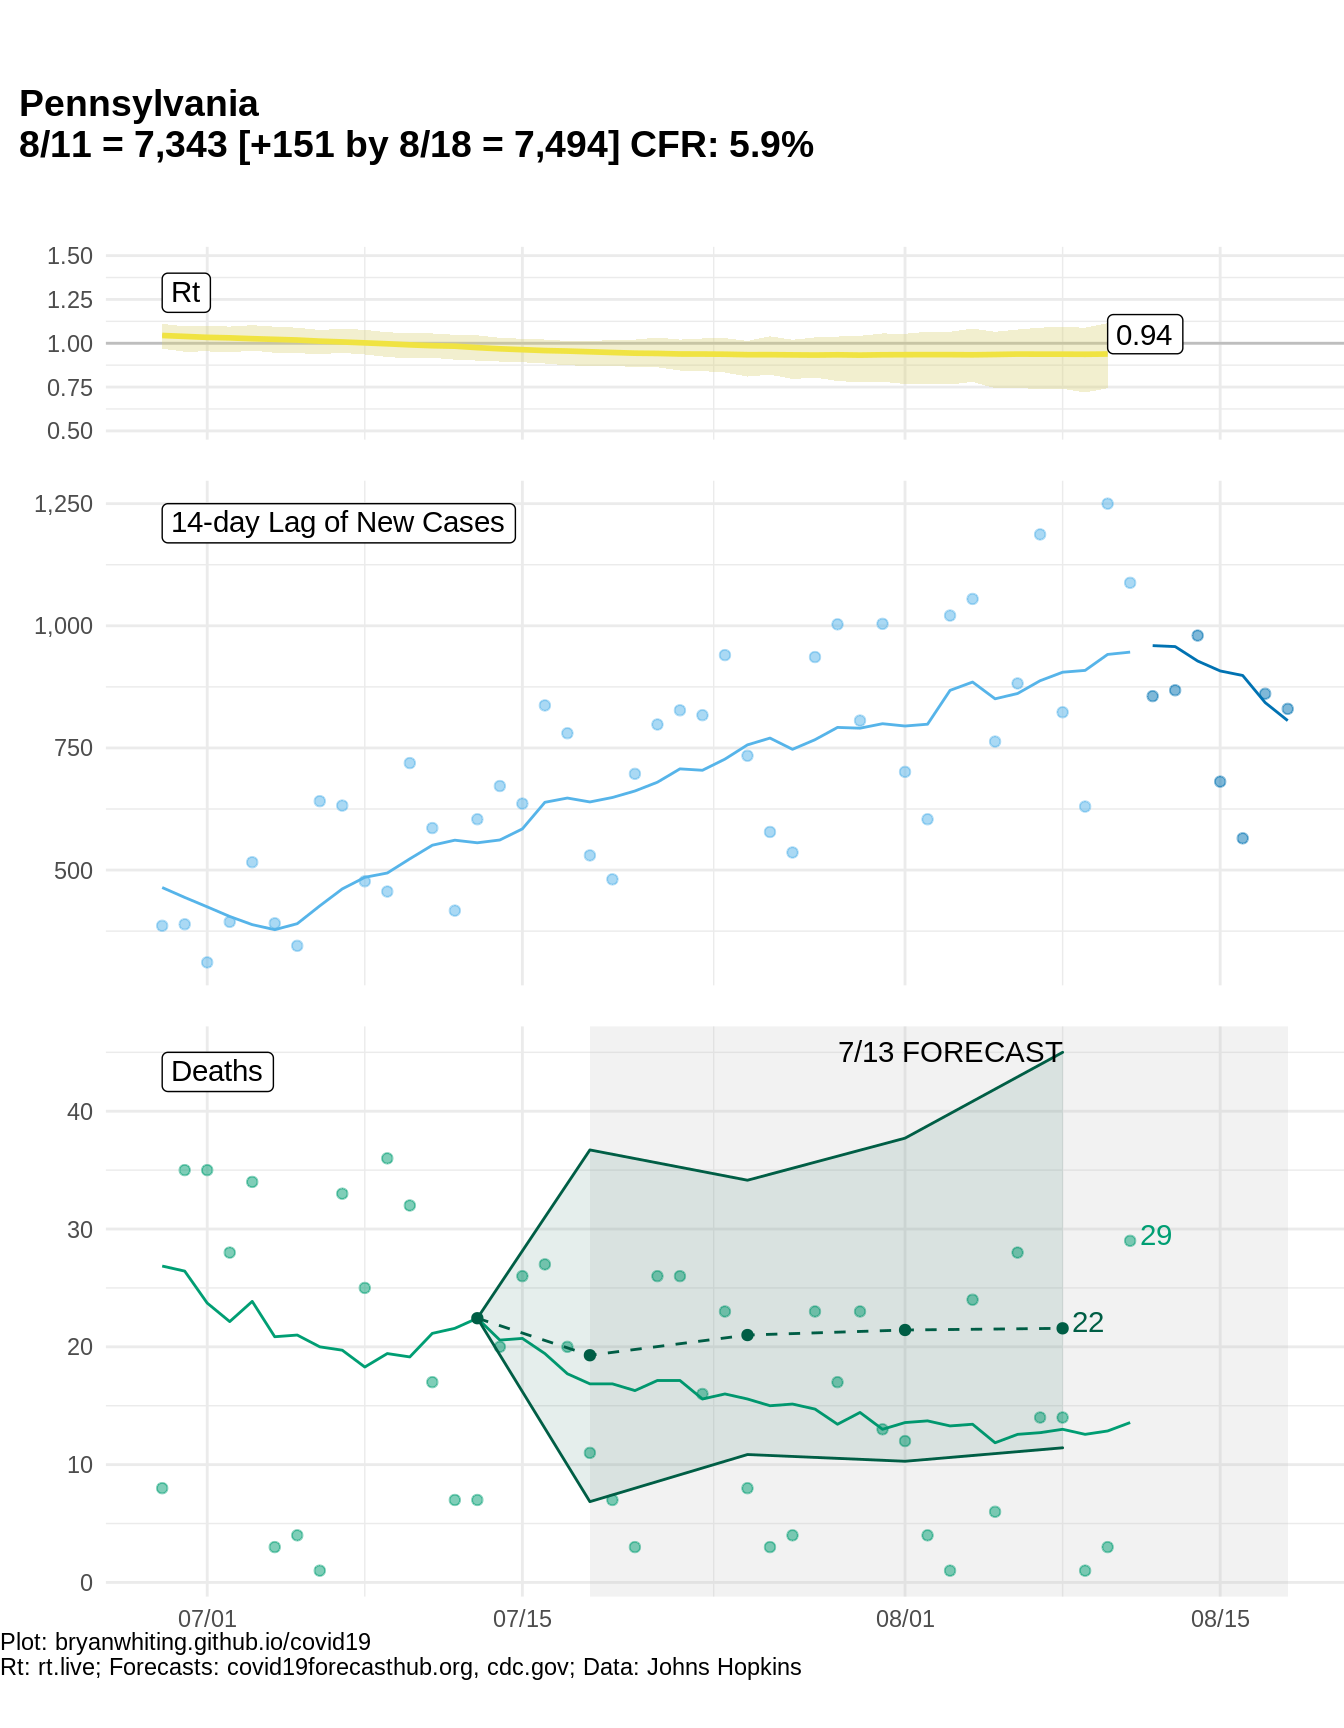 Pennsylvania
8/11 = 7,343 [+151 by 8/18 = 7,494] CFR: 5.9%
1.50
1.25
1.00
0.75
0.50
Rt
0.94
1,250
1,000
750
500
14-day Lag of New Cases
7/13 FORECAST
Deaths
40
30
20
10
0
29
22
07/01
07/15
08/01
08/15
Plot: bryanwhiting.github.io/covid19
Rt: rt.live; Forecasts: covid19forecasthub.org, cdc.gov; Data: Johns Hopkins